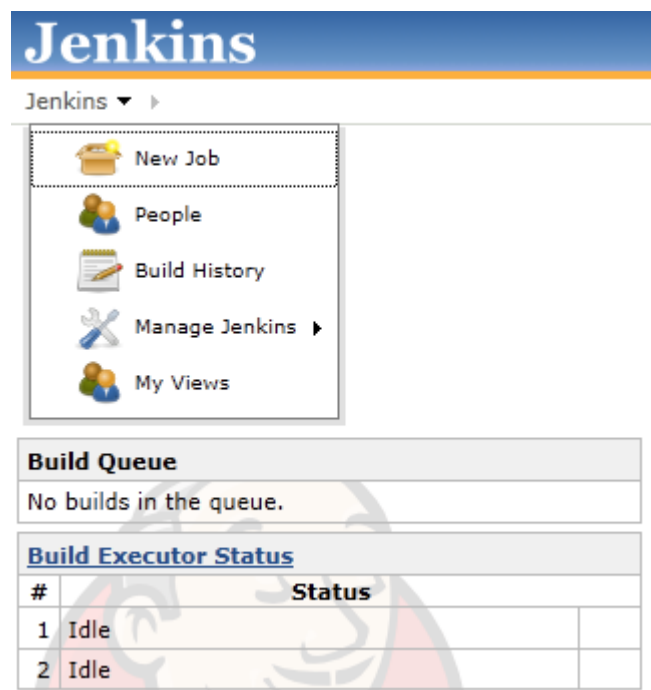 Jenkins
Jenkins
New Job
People
Build History
Manage Jenkins
My Views
Build Queue
No builds in the queue.
Build Executor Status
# Status
1 Idle
2 Idle